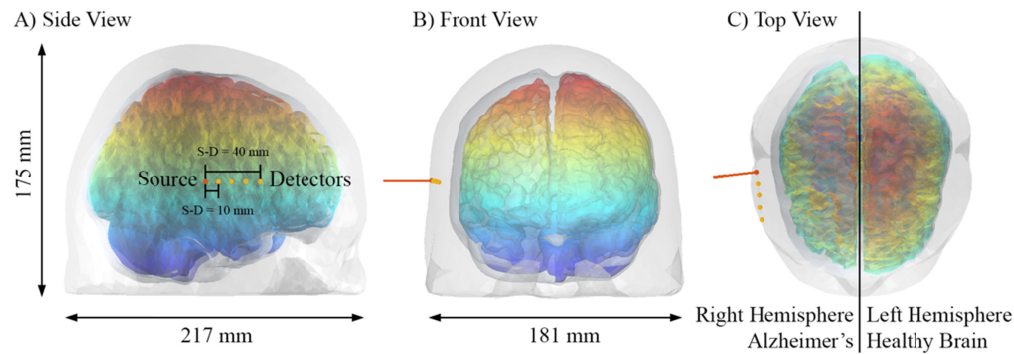 A) Side View
B) Front View
C) Top View
175 mm
S-D = 40 mm
Source
Detectors
S-D = 10 mm
217 mm
181 mm
Right Hemisphere
Alzheimer's
Left Hemisphere
Healthy Brain